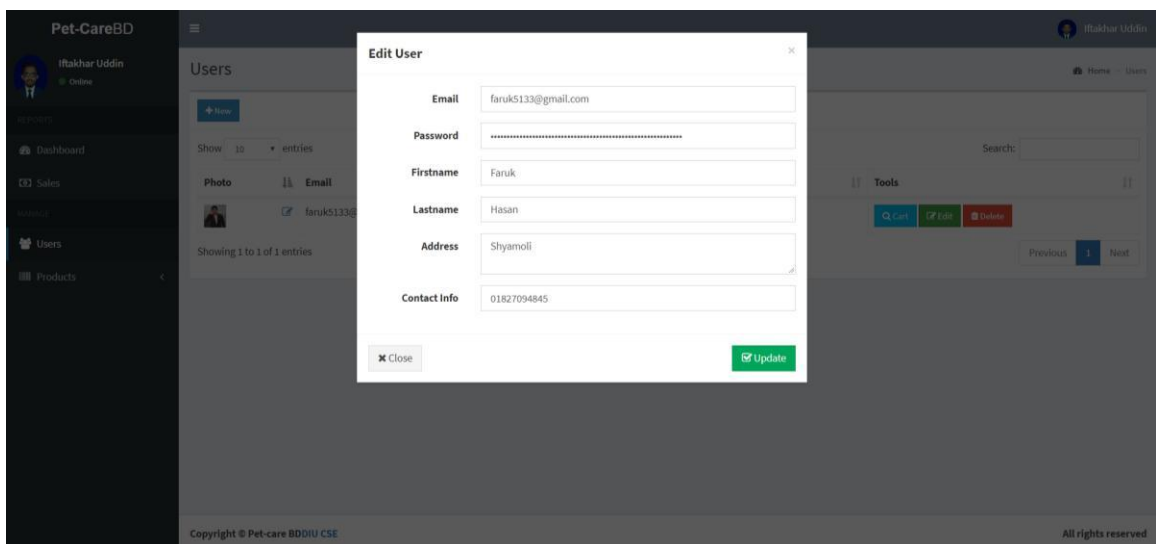 Pet-CareBD
Iftakhar Uddin
Iftakhar Uddin
Online
Users
Home > Users
REPORTS
Dashboard
Sales
MANAGE
Users
Products
New
Show 10 entries
Search:
Photo Email Tools
faruk5133@ Cart Edit Delete
Showing 1 to 1 of 1 entries
Previous 1 Next
Edit User ×
Email faruk5133@gmail.com
Password
Firstname Faruk
Lastname Hasan
Address Shyamoli
Contact Info 01827094845
Close Update
Copyright © Pet-care BDDIU CSE All rights reserved